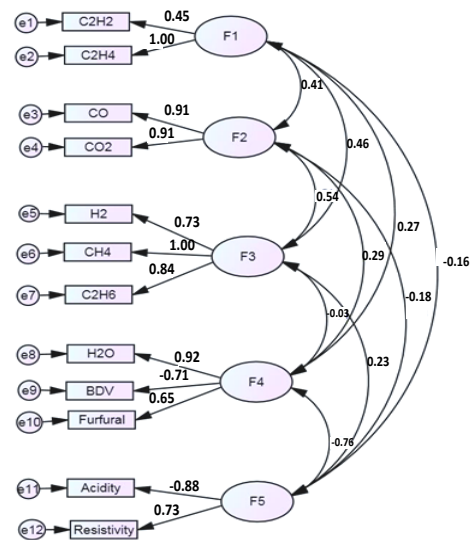 e1 C2H2 0.45 F1
e2 C2H4 1.00
0.41
e3 CO 0.91 F2
e4 CO2 0.91
0.46
0.54
e5 H2 0.73
0.27
e6 CH4 1.00 F3
0.29
-0.16
e7 C2H6 0.84
-0.18
-0.03
e8 H2O 0.92
0.23
e9 BDV -0.71 F4
e10 Furfural 0.65
-0.76
e11 Acidity -0.88 F5
e12 Resistivity 0.73